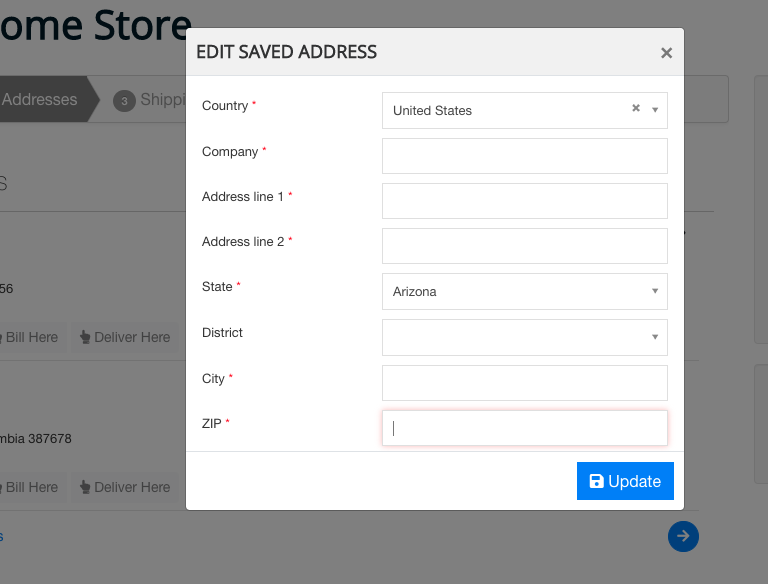 ome Store
EDIT SAVED ADDRESS ×
Addresses
3 Shippi
Country * United States × ▾
Company *
S
Address line 1 *
Address line 2 *
56
State * Arizona ▾
Bill Here
Deliver Here
District ▾
City *
ZIP *
mbia 387678
Bill Here
Deliver Here
Update
s